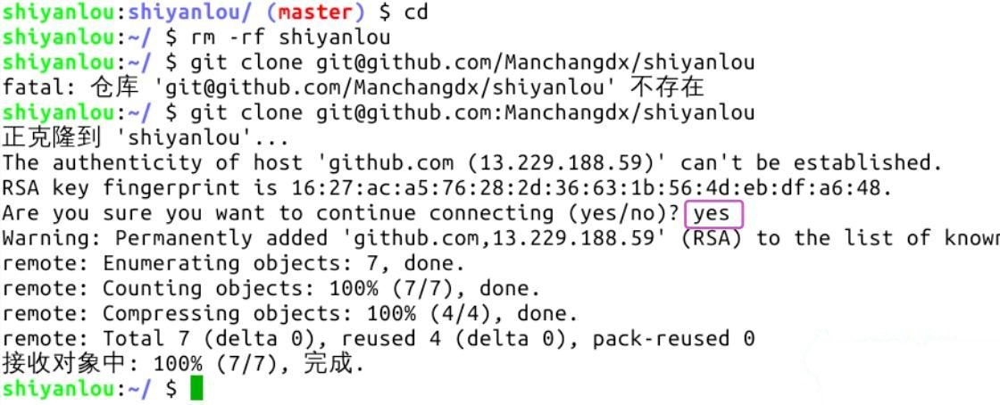 shiyanlou:shiyanlou/ (master) $ cd
shiyanlou:~/ $ rm -rf shiyanlou
shiyanlou:~/ $ git clone git@github.com/Manchangdx/shiyanlou
fatal: 仓库 'git@github.com/Manchangdx/shiyanlou' 不存在
shiyanlou:~/ $ git clone git@github.com:Manchangdx/shiyanlou
正克隆到 'shiyanlou'...
The authenticity of host 'github.com (13.229.188.59)' can't be established.
RSA key fingerprint is 16:27:ac:a5:76:28:2d:36:63:1b:56:4d:eb:df:a6:48.
Are you sure you want to continue connecting (yes/no)? yes
Warning: Permanently added 'github.com,13.229.188.59' (RSA) to the list of known
remote: Enumerating objects: 7, done.
remote: Counting objects: 100% (7/7), done.
remote: Compressing objects: 100% (4/4), done.
remote: Total 7 (delta 0), reused 4 (delta 0), pack-reused 0
接收对象中: 100% (7/7), 完成.
shiyanlou:~/ $